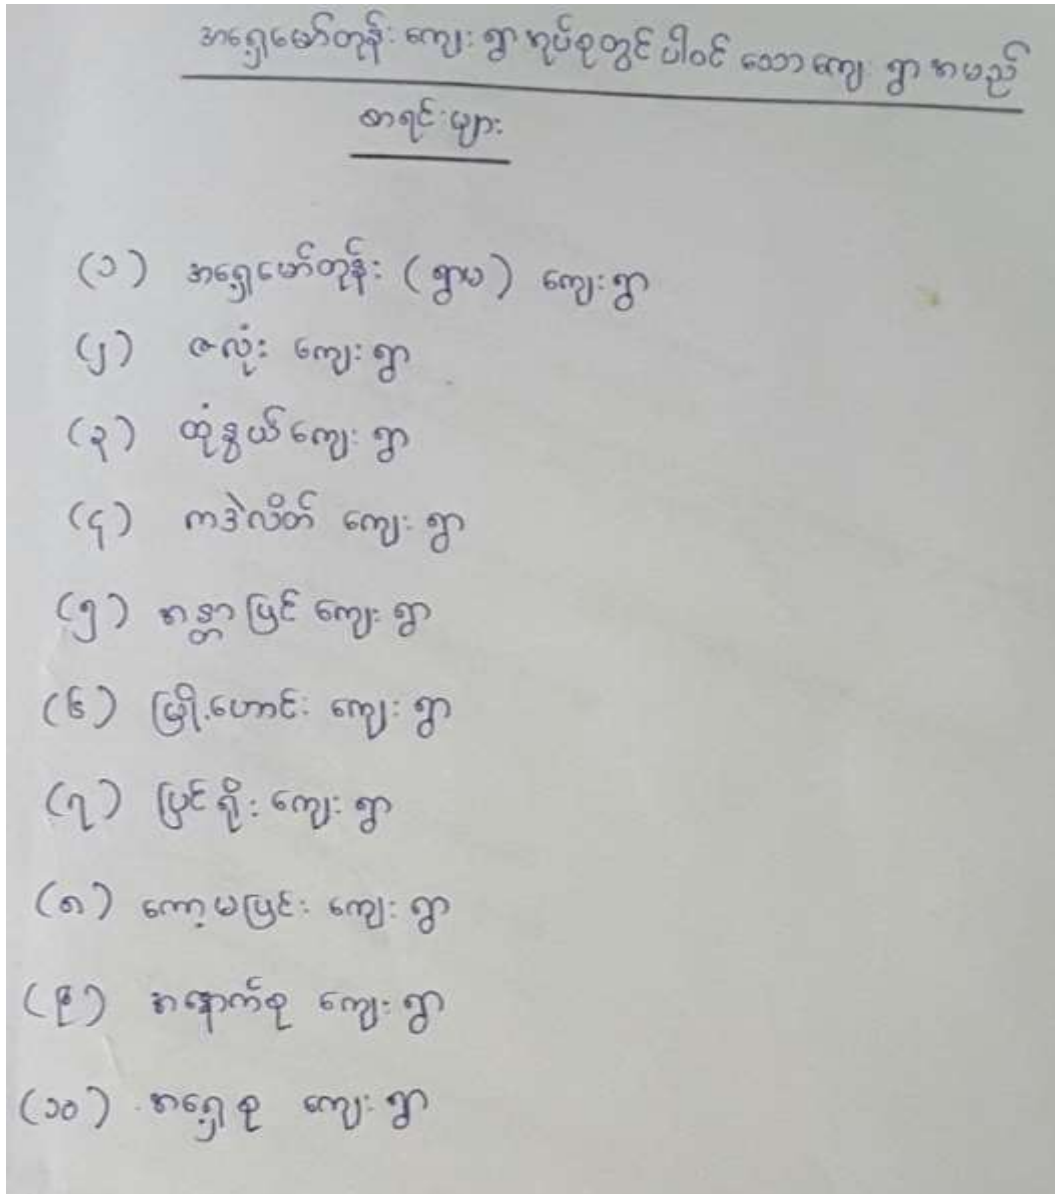 အရှေ့မော်တုန်း ကျေးရွာအုပ်စုတွင် ပါဝင်သော ကျေးရွာအမည်
စာရင်းများ
(၁) အရှေ့မော်တုန်း (ရွာမ) ကျေးရွာ
(၂) ဇလုံး ကျေးရွာ
(၃) ထုံနွယ် ကျေးရွာ
(၄) ကဒဲလိတ် ကျေးရွာ
(၅) အန္တာပြင် ကျေးရွာ
(၆) မြို့ဟောင်း ကျေးရွာ
(၇) ပြင်ရိုး ကျေးရွာ
(၈) ကော့မပြင်း ကျေးရွာ
(၉) အနောက်စု ကျေးရွာ
(၁၀) အရှေ့စု ကျေးရွာ